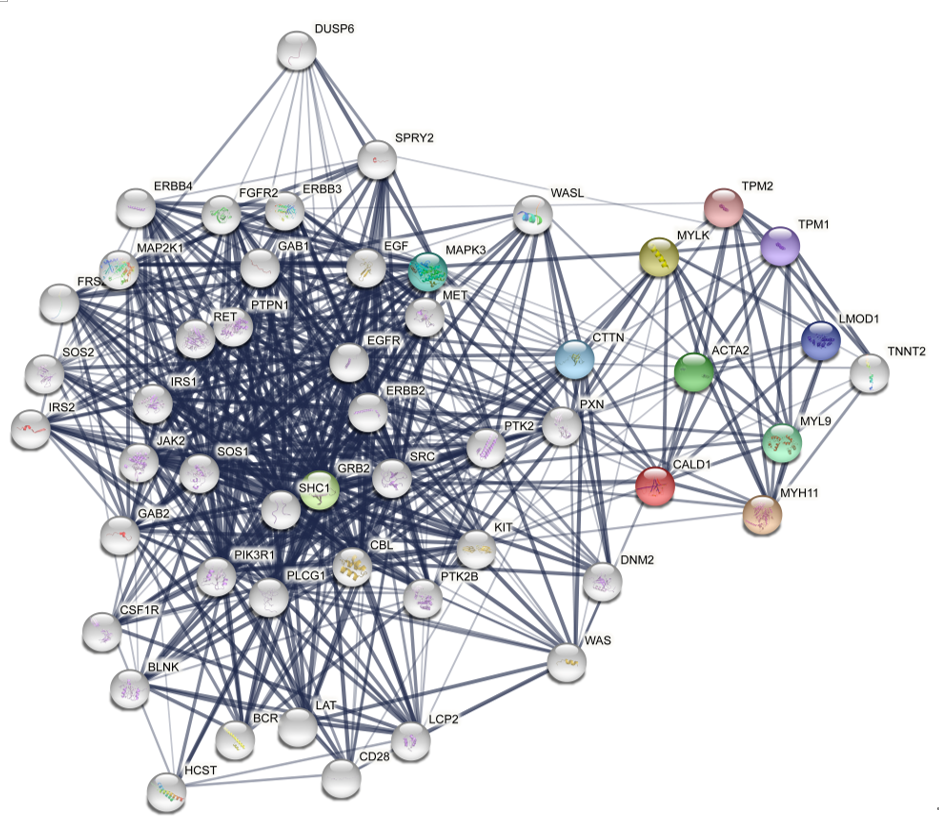 DUSP6
SPRY2
ERBB4
FGFR2
ERBB3
WASL
TPM2
TPM1
MAP2K1
GAB1
EGF
MAPK3
MYLK
FRS
MET
RET
PTPN1
LMOD1
EGFR
CTTN
ACTA2
TNNT2
SOS2
IRS1
ERBB2
IRS2
PXN
MYL9
PTK2
JAK2
SOS1
GRB2
SRC
CALD1
SHC1
MYH11
GAB2
KIT
CBL
PIK3R1
PLCG1
PTK2B
DNM2
CSF1R
WAS
BLNK
LAT
BCR
LCP2
CD28
HCST